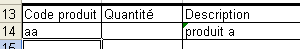 13 Code produit Quantité Description
14 aa produit a